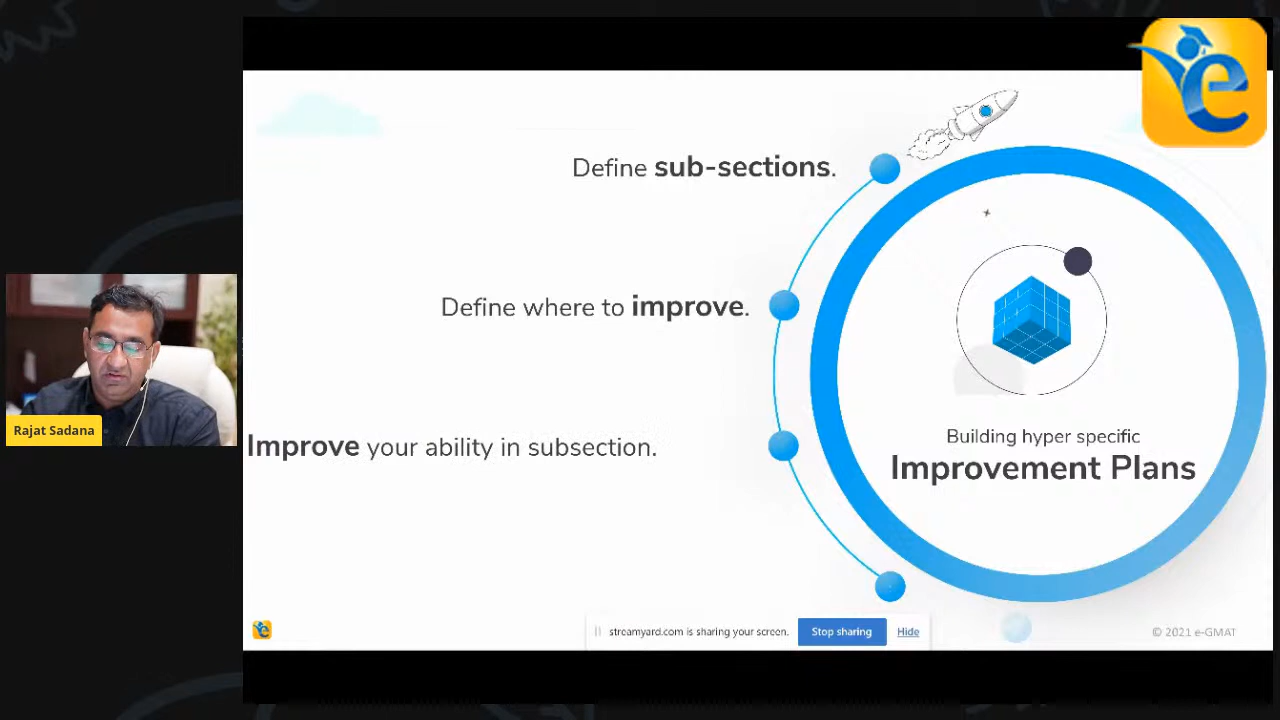 e
Define sub-sections.
Define where to improve.
Improve your ability in subsection.
Building hyper specific
Improvement Plans
Rajat Sadana
e
streamyard.com is sharing your screen. Stop sharing Hide
© 2021 e-GMAT